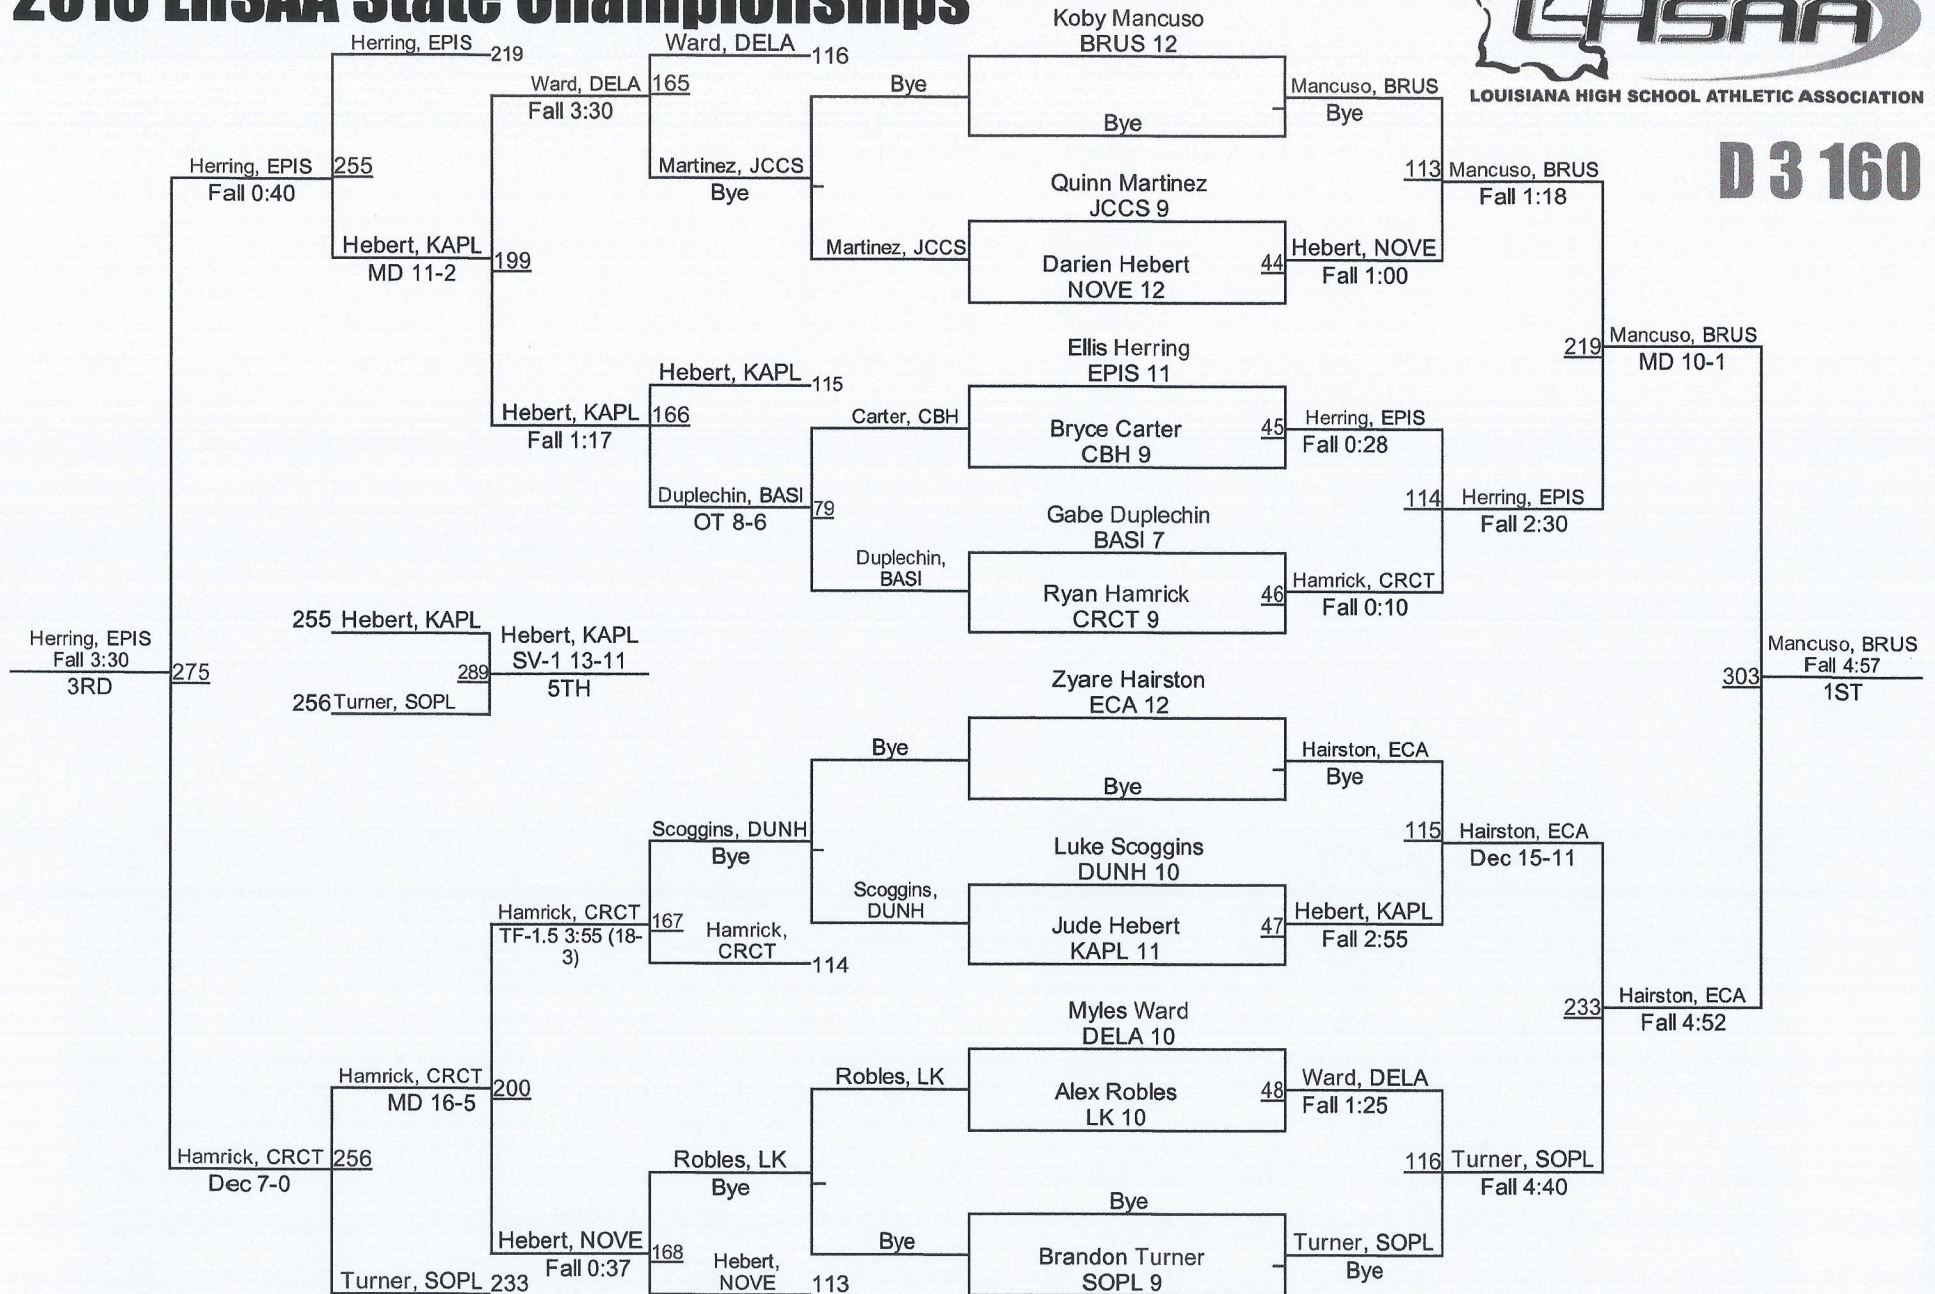 2018 LHSAA State Championships
LHSAA
LOUISIANA HIGH SCHOOL ATHLETIC ASSOCIATION
D 3 160
Herring, EPIS
219
Herring, EPIS
255
Fall 0:40
Hebert, KAPL
MD 11-2
199
Ward, DELA
165
Fall 3:30
Hebert, KAPL
166
Fall 1:17
Ward, DELA
116
Martinez, JCCS
Bye
Hebert, KAPL
115
Duplechin, BASI
79
OT 8-6
Bye
Martinez, JCCS
Carter, CBH
Duplechin,
BASI
Herring, EPIS
Fall 3:30
3RD
275
255 Hebert, KAPL
256 Turner, SOPL
289
Hebert, KAPL
SV-1 13-11
5TH
Hamrick, CRCT
256
Dec 7-0
Hamrick, CRCT
MD 16-5
200
Turner, SOPL
233
Hamrick, CRCT
167
TF-1.5 3:55 (18-
3)
Hebert, NOVE
168
Fall 0:37
Scoggins, DUNH
Bye
Hamrick,
CRCT
114
Robles, LK
Bye
Hebert,
NOVE
113
Bye
Scoggins,
DUNH
Robles, LK
Bye
Koby Mancuso
BRUS 12
Bye
Quinn Martinez
JCCS 9
Darien Hebert
NOVE 12
44
Ellis Herring
EPIS 11
Bryce Carter
CBH 9
45
Gabe Duplechin
BASI 7
Ryan Hamrick
CRCT 9
46
Zyare Hairston
ECA 12
Bye
Luke Scoggins
DUNH 10
Jude Hebert
KAPL 11
47
Myles Ward
DELA 10
Alex Robles
LK 10
48
Bye
Brandon Turner
SOPL 9
Mancuso, BRUS
Bye
Hebert, NOVE
Fall 1:00
Herring, EPIS
Fall 0:28
Hamrick, CRCT
Fall 0:10
Hairston, ECA
Bye
Hebert, KAPL
Fall 2:55
Ward, DELA
Fall 1:25
Turner, SOPL
Bye
113 Mancuso, BRUS
Fall 1:18
114 Herring, EPIS
Fall 2:30
115 Hairston, ECA
Dec 15-11
116 Turner, SOPL
Fall 4:40
219 Mancuso, BRUS
MD 10-1
233 Hairston, ECA
Fall 4:52
303
Mancuso, BRUS
Fall 4:57
1ST